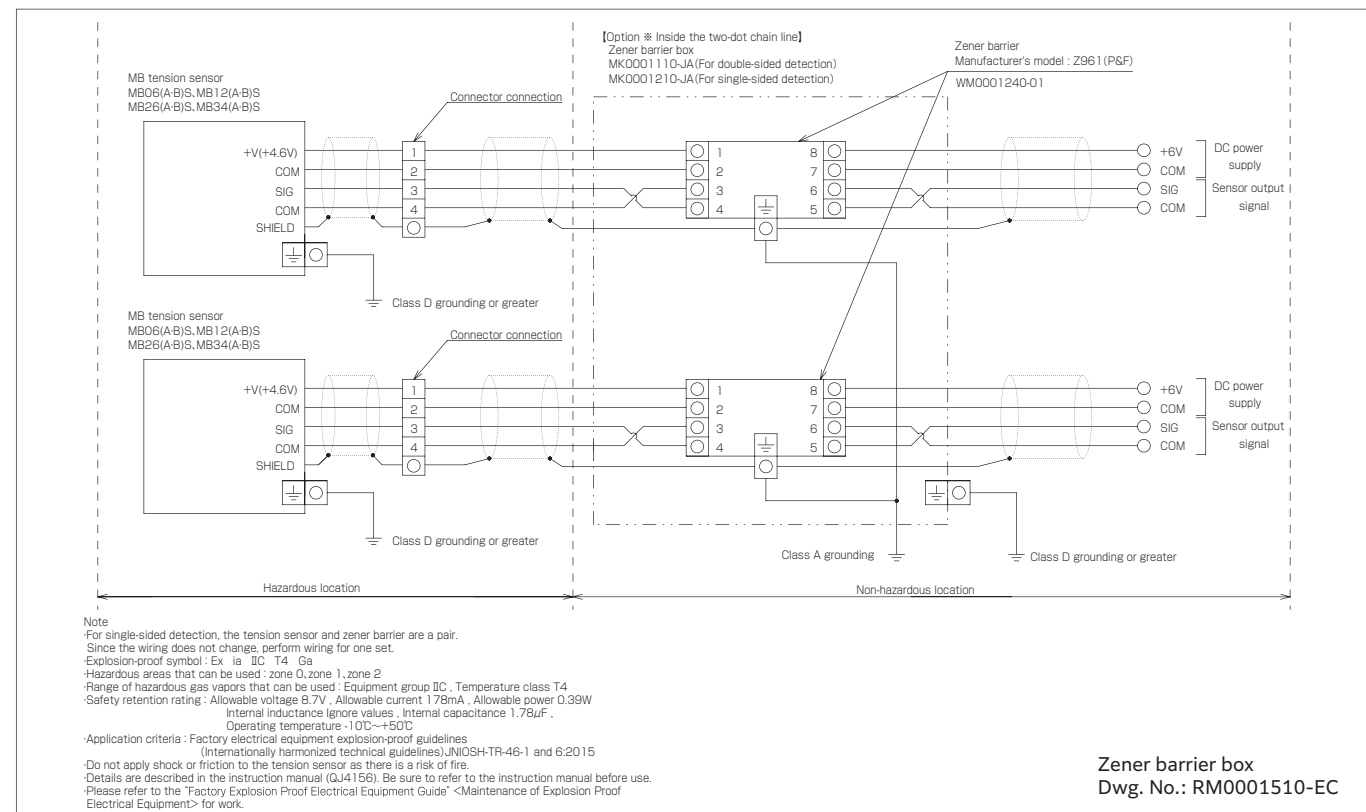 【Option ※ Inside the two-dot chain line】
Zener barrier box
MK0001110-JA(For double-sided detection)
MK0001210-JA(For single-sided detection)
Zener barrier
Manufacturer's model : Z961(P&F)
WM0001240-01
MB tension sensor
MB06(A·B)S、MB12(A·B)S
MB26(A·B)S、MB34(A·B)S
Connector connection
+V(+4.6V)
COM
SIG
COM
SHIELD
1
2
3
4
1
2
3
4
8
7
6
5
+6V
COM
SIG
COM
DC power
supply
Sensor output
signal
Class D grounding or greater
MB tension sensor
MB06(A·B)S、MB12(A·B)S
MB26(A·B)S、MB34(A·B)S
Connector connection
+V(+4.6V)
COM
SIG
COM
SHIELD
1
2
3
4
1
2
3
4
8
7
6
5
+6V
COM
SIG
COM
DC power
supply
Sensor output
signal
Class D grounding or greater
Class A grounding
Class D grounding or greater
Hazardous location
Non-hazardous location
Note
·For single-sided detection, the tension sensor and zener barrier are a pair.
Since the wiring does not change, perform wiring for one set.
·Explosion-proof symbol : Ex ia ⅡC T4 Ga
·Hazardous areas that can be used : zone 0、zone 1、zone 2
·Range of hazardous gas vapors that can be used : Equipment group ⅡC , Temperature class T4
·Safety retention rating : Allowable voltage 8.7V , Allowable current 178mA , Allowable power 0.39W
Internal inductance Ignore values , Internal capacitance 1.78μF ,
Operating temperature -10℃~+50℃
·Application criteria : Factory electrical equipment explosion-proof guidelines
(Internationally harmonized technical guidelines)JNIOSH-TR-46-1 and 6:2015
·Do not apply shock or friction to the tension sensor as there is a risk of fire.
·Details are described in the instruction manual (QJ4156). Be sure to refer to the instruction manual before use.
·Please refer to the "Factory Explosion Proof Electrical Equipment Guide" <Maintenance of Explosion Proof
Electrical Equipment> for work.
Zener barrier box
Dwg. No.: RM0001510-EC